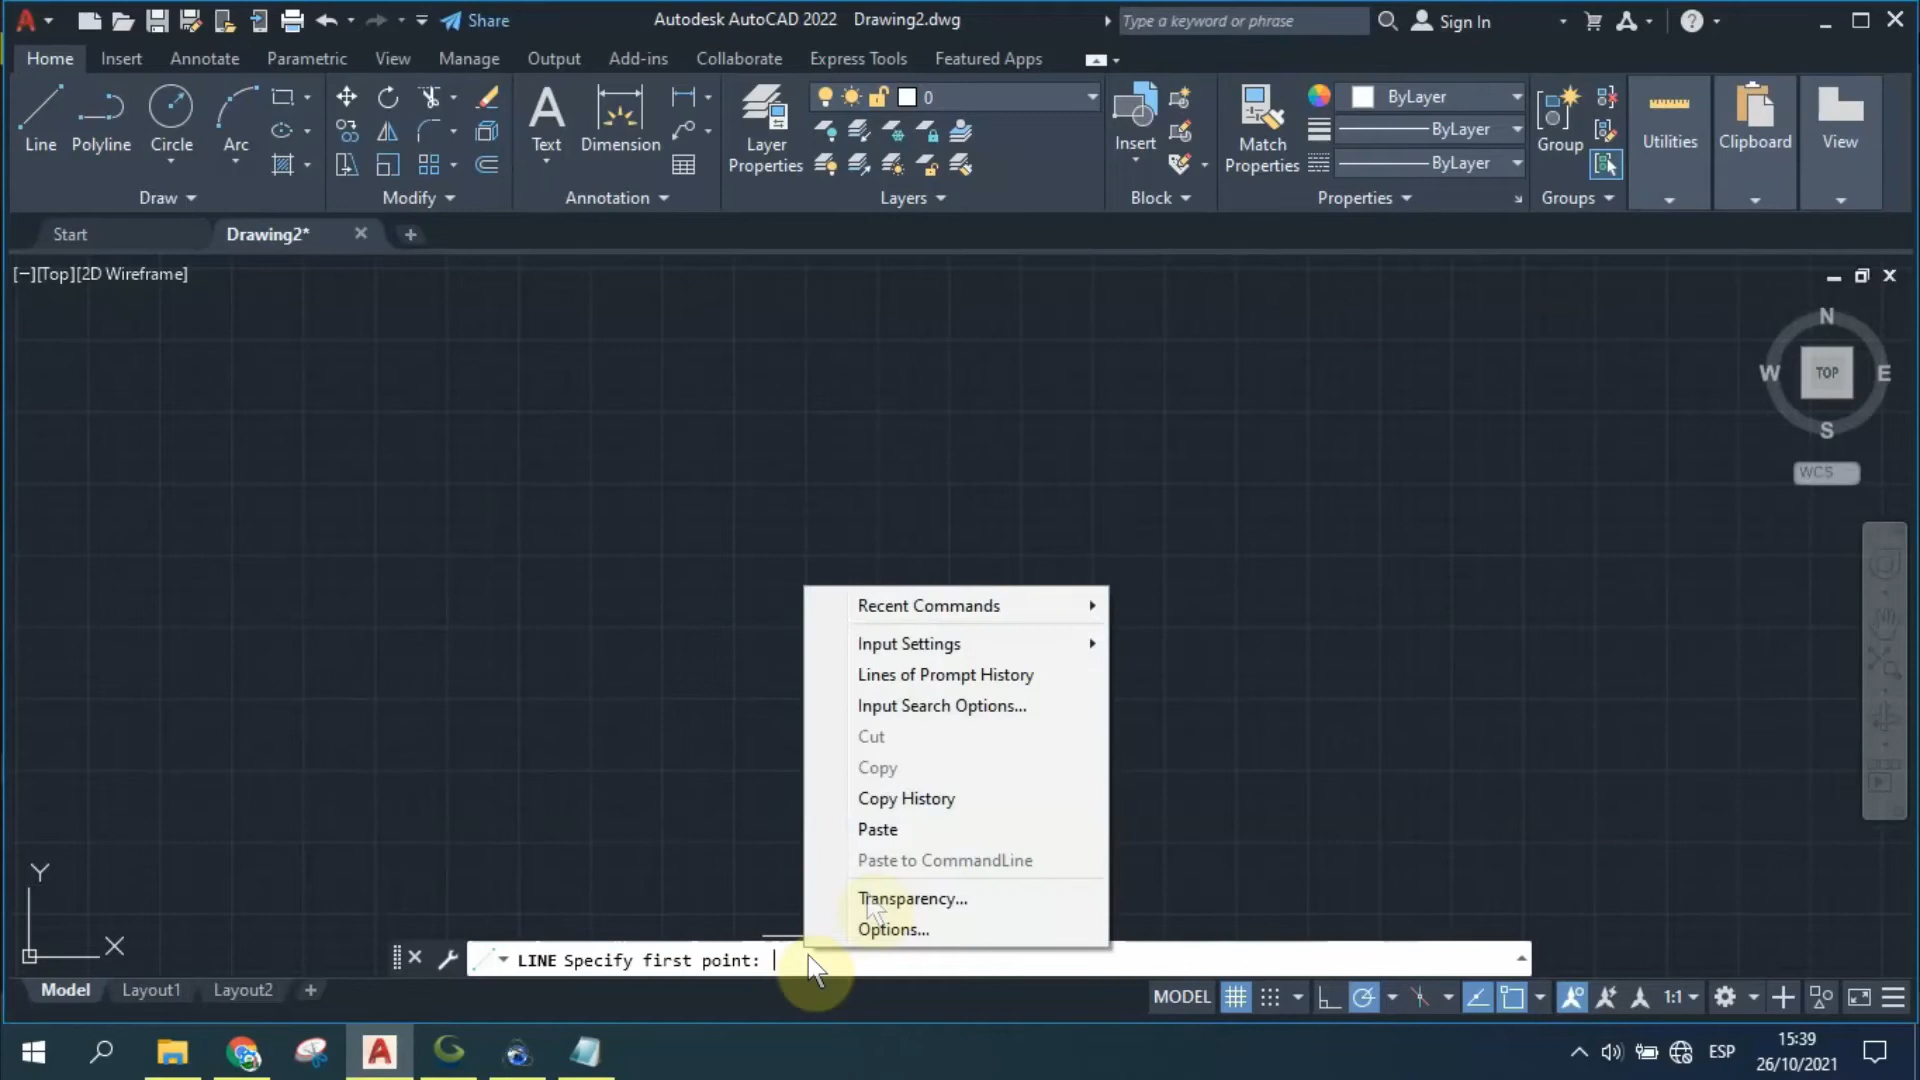 Share
Autodesk AutoCAD 2022 Drawing2.dwg
Type a keyword or phrase
Sign In
Home Insert Annotate Parametric View Manage Output Add-ins Collaborate Express Tools Featured Apps
Line Polyline Circle Arc
Draw
Modify
Text Dimension
Annotation
Layer Properties
0
Layers
Insert
Block
Match Properties
ByLayer
ByLayer
ByLayer
Properties
Group
Groups
Utilities
Clipboard
View
Start Drawing2*
[−][Top][2D Wireframe]
N
W TOP E
S
WCS
Recent Commands
Input Settings
Lines of Prompt History
Input Search Options...
Cut
Copy
Copy History
Paste
Paste to CommandLine
Transparency...
Options...
Y
X
LINE Specify first point:
Model Layout1 Layout2
MODEL 1:1
ESP
15:39
26/10/2021